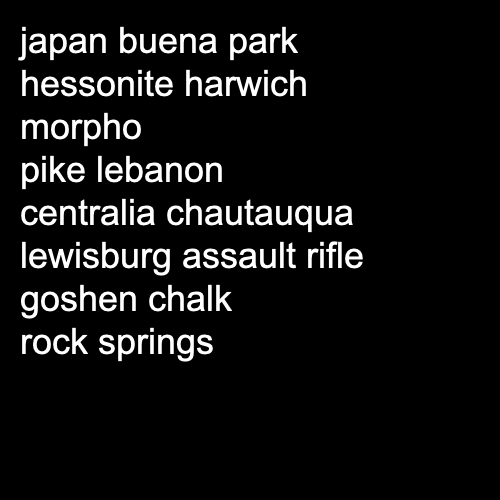 japan buena park
hessonite harwich
morpho
pike lebanon
centralia chautauqua
lewisburg assault rifle
goshen chalk
rock springs